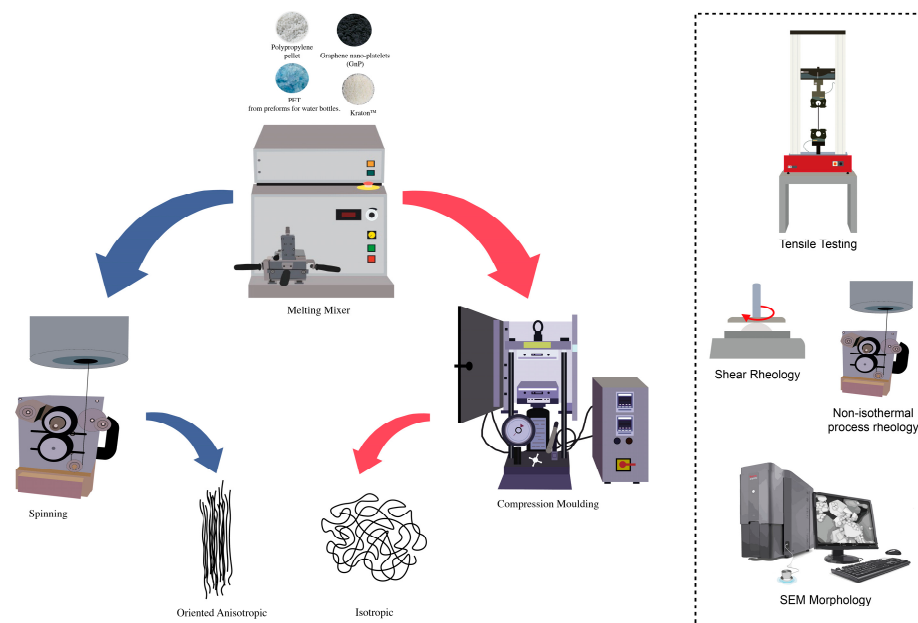 Polypropylene
pellet
Graphene nano-platelets
(GnP)
PET
from preforms for water bottles.
Kraton™
Melting Mixer
Spinning
Compression Moulding
Oriented Anisotropic
Isotropic
Tensile Testing
Shear Rheology
Non-isothermal
process rheology
SEM Morphology